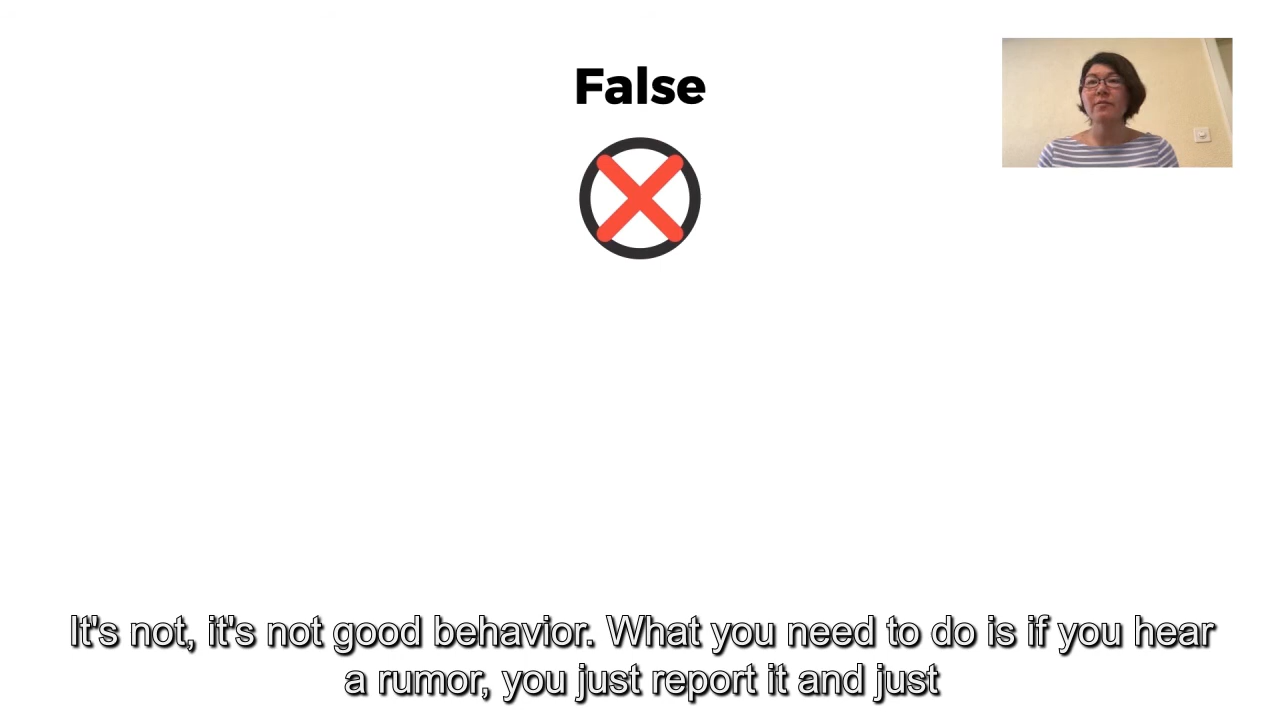 False
It's not, it's not good behavior. What you need to do is if you hear
a rumor, you just report it and just